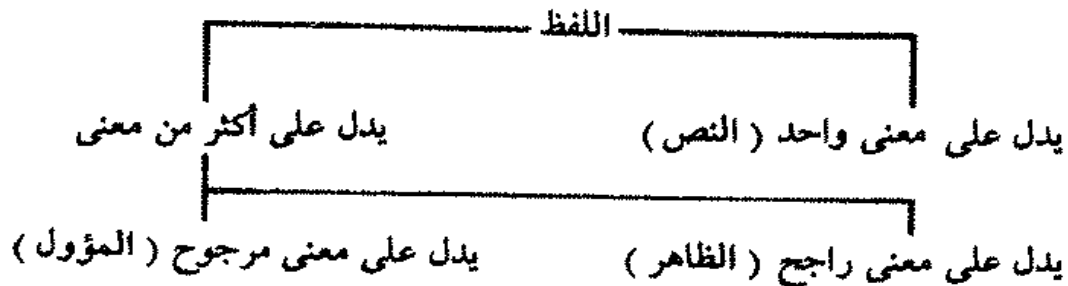 اللفظ
يدل على معنى واحد ( النص )
يدل على أكثر من معنى
يدل على معنى راجح ( الظاهر )
يدل على معنى مرجوح ( المؤول )